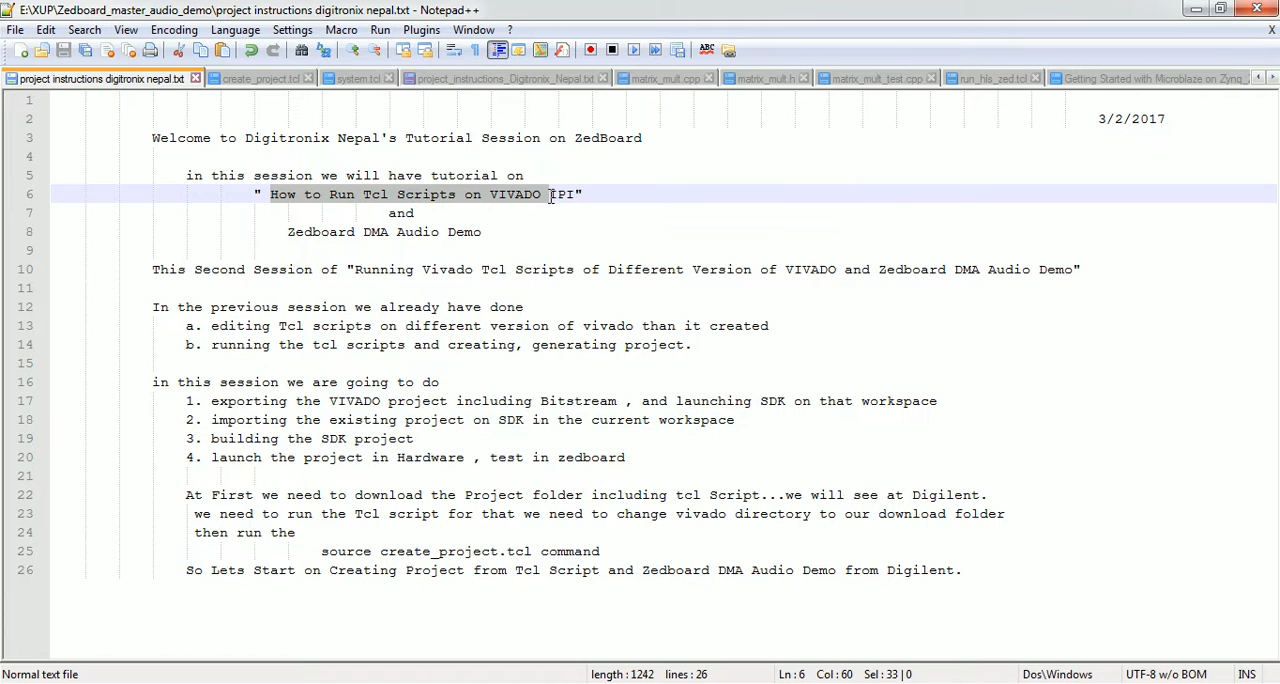 E:\XUP\Zedboard_master_audio_demo\project instructions digitronix nepal.txt - Notepad++
File Edit Search View Encoding Language Settings Macro Run Plugins Window ? X
project instructions digitronix nepal.txt create_project.tcl system.tcl project_instructions_Digitronix_Nepal.txt matrix_mult.cpp matrix_mult.h matrix_mult_test.cpp run_hls_zed.tcl Getting Started with Microblaze on Zynq_
1
2 3/2/2017
3 Welcome to Digitronix Nepal's Tutorial Session on ZedBoard
4
5 in this session we will have tutorial on
6 " How to Run Tcl Scripts on VIVADO IPI"
7 and
8 Zedboard DMA Audio Demo
9
10 This Second Session of "Running Vivado Tcl Scripts of Different Version of VIVADO and Zedboard DMA Audio Demo"
11
12 In the previous session we already have done
13 a. editing Tcl scripts on different version of vivado than it created
14 b. running the tcl scripts and creating, generating project.
15
16 in this session we are going to do
17 1. exporting the VIVADO project including Bitstream , and launching SDK on that workspace
18 2. importing the existing project on SDK in the current workspace
19 3. building the SDK project
20 4. launch the project in Hardware , test in zedboard
21
22 At First we need to download the Project folder including tcl Script...we will see at Digilent.
23 we need to run the Tcl script for that we need to change vivado directory to our download folder
24 then run the
25 source create_project.tcl command
26 So Lets Start on Creating Project from Tcl Script and Zedboard DMA Audio Demo from Digilent.
Normal text file length : 1242 lines : 26 Ln : 6 Col : 60 Sel : 33 | 0 Dos\Windows UTF-8 w/o BOM INS